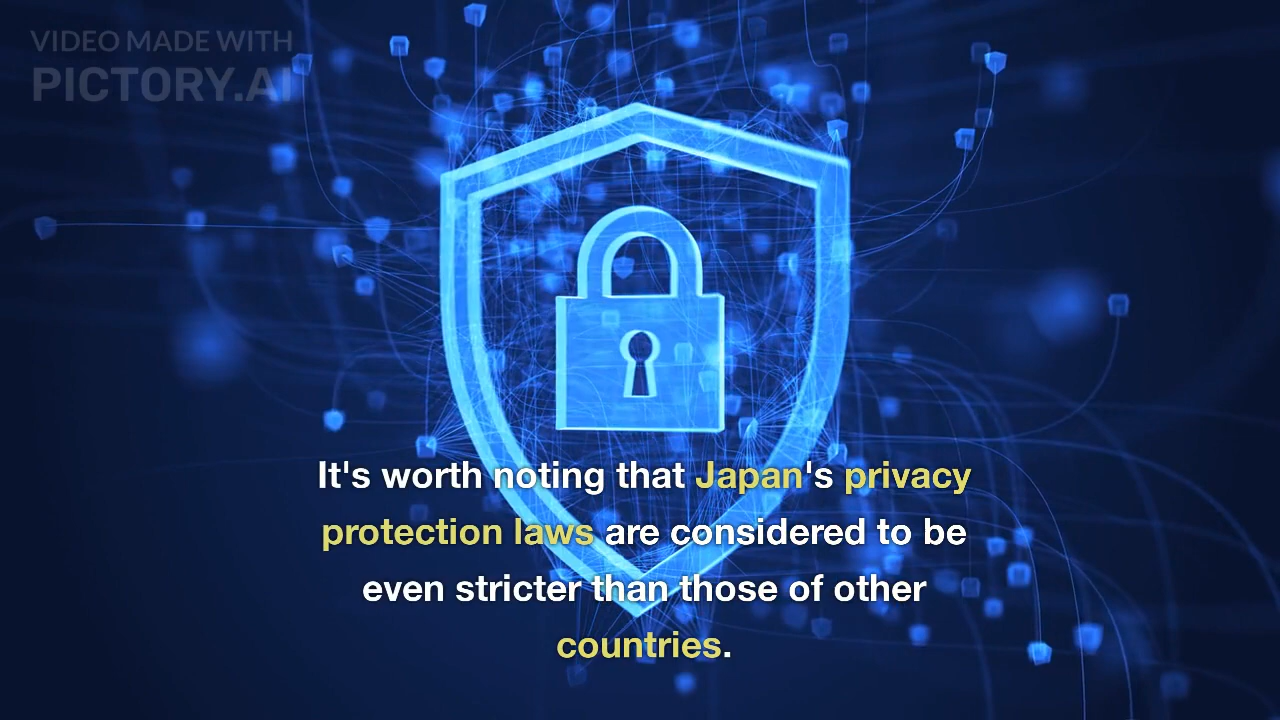 VIDEO MADE WITH
PICTORY.AI
It's worth noting that Japan's privacy
protection laws are considered to be
even stricter than those of other
countries.